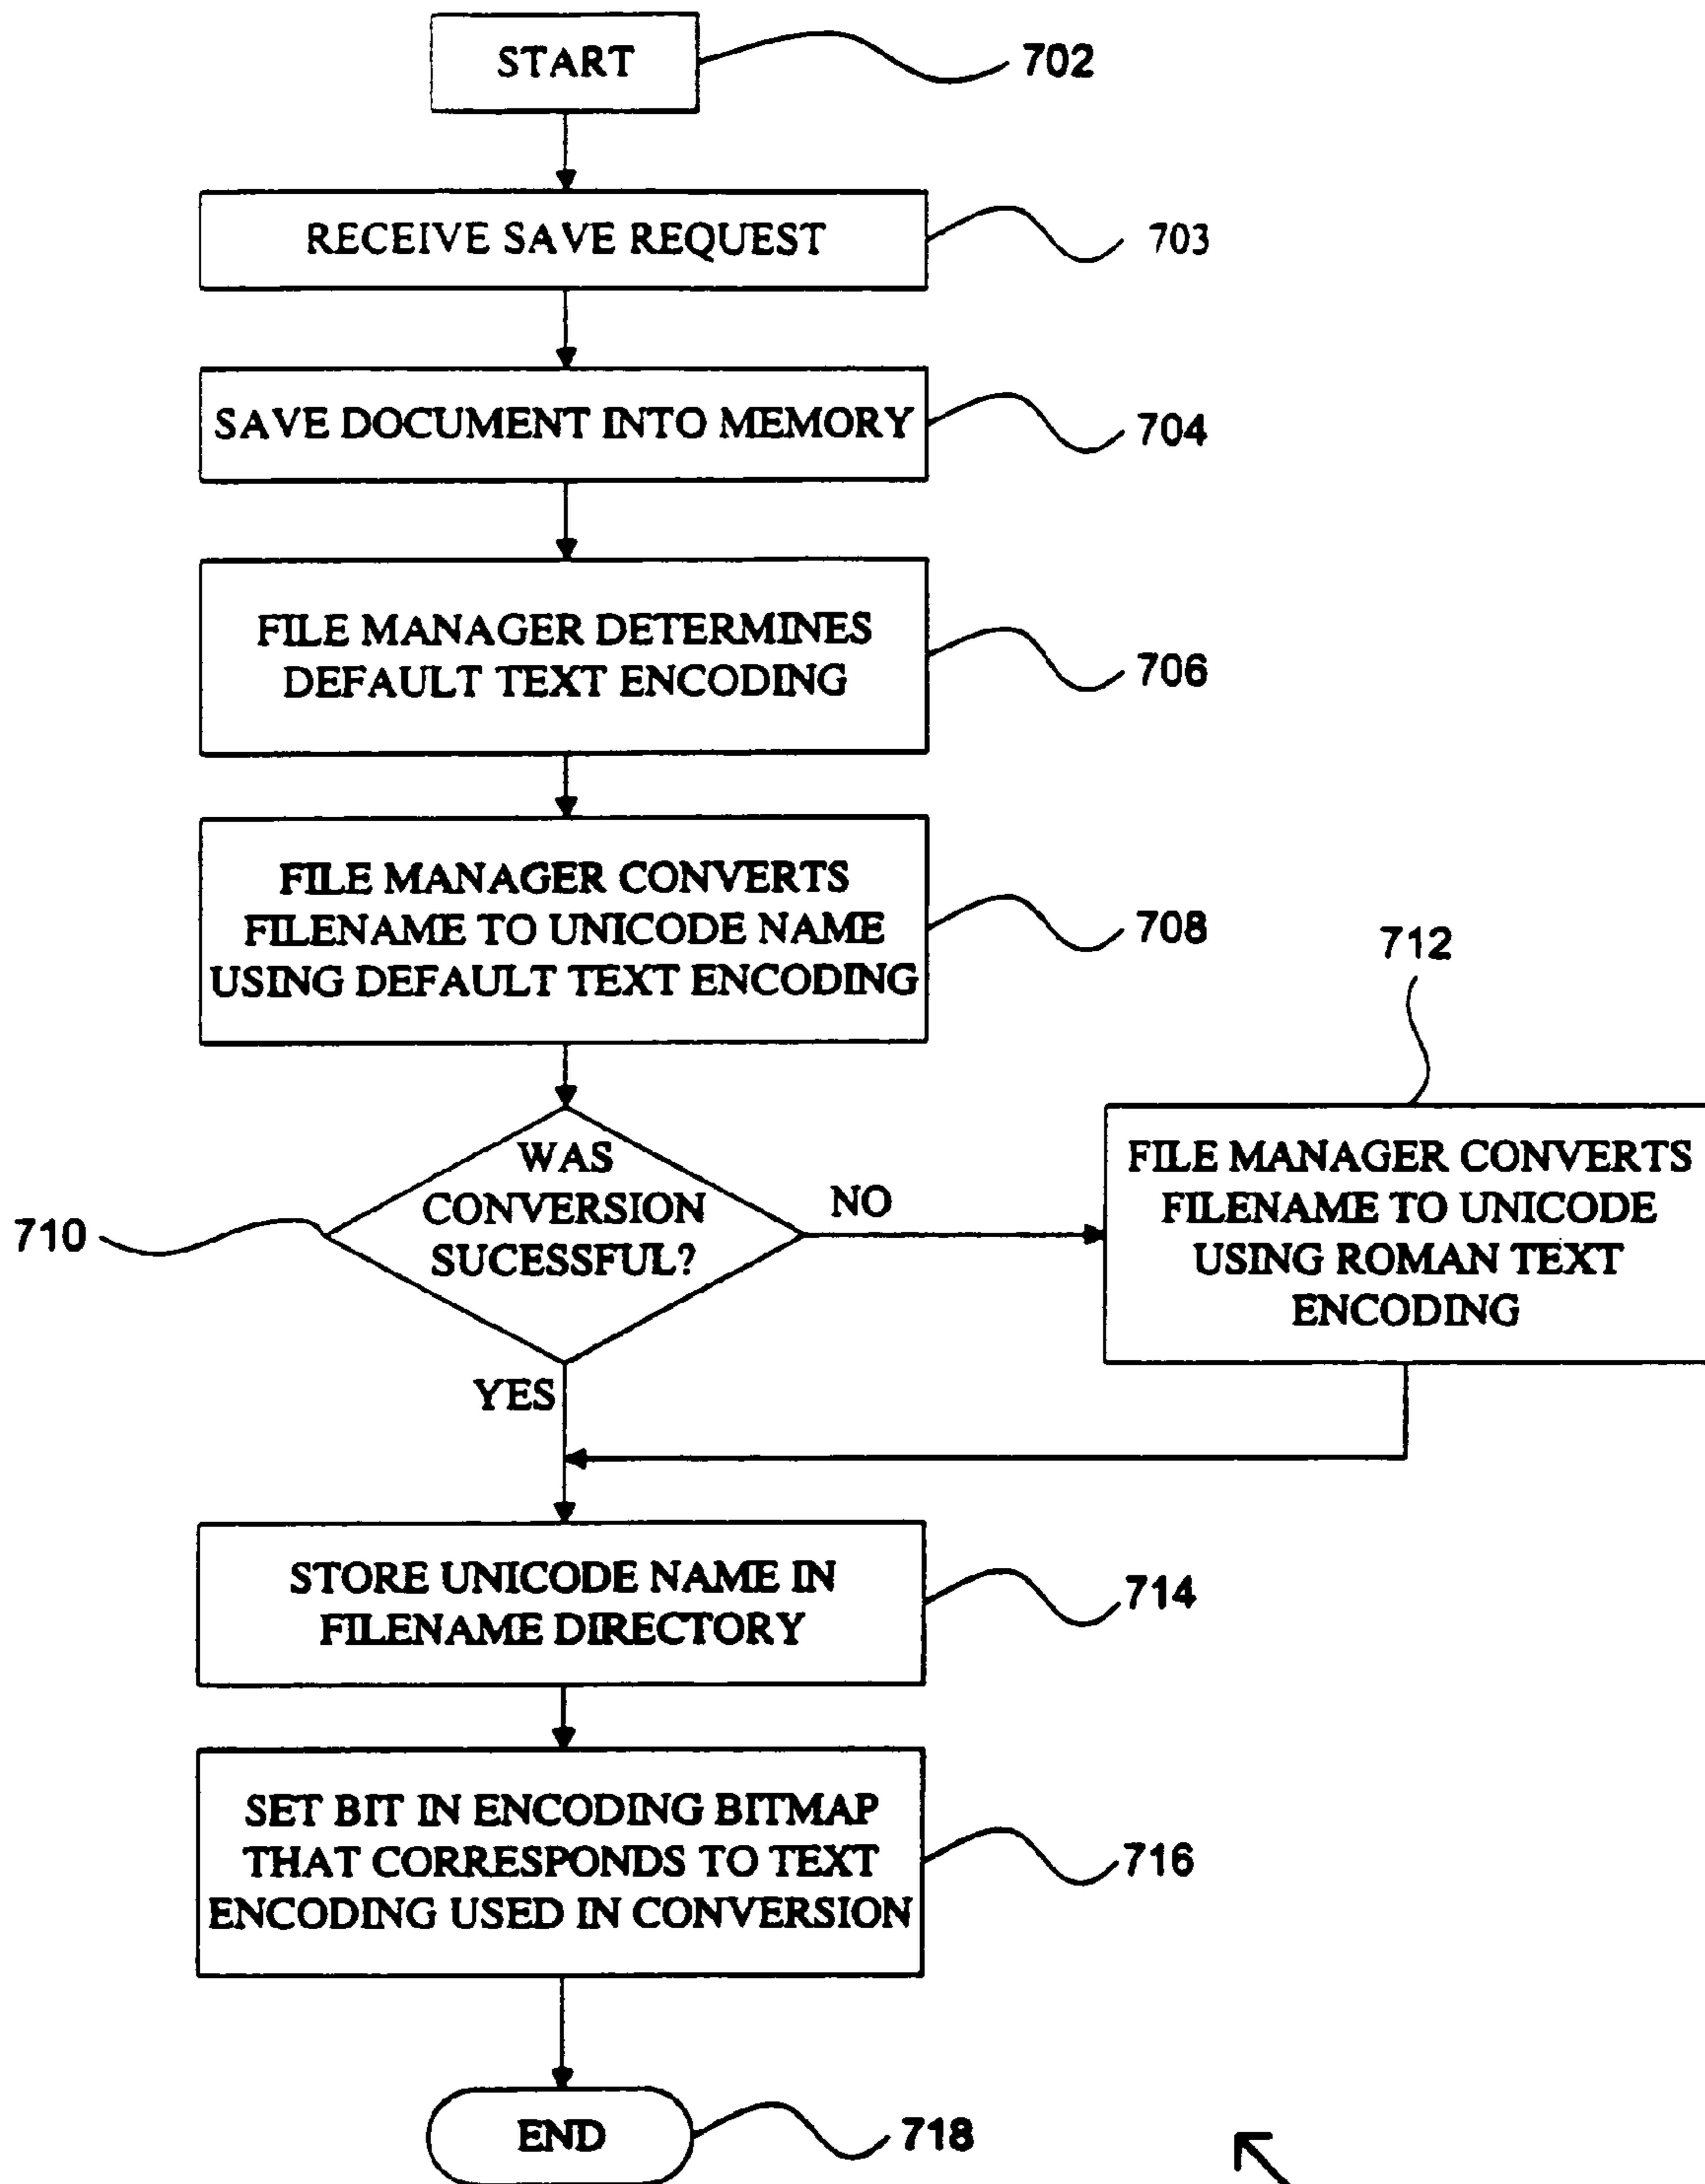 START
702
RECEIVE SAVE REQUEST
703
SAVE DOCUMENT INTO MEMORY
704
FILE MANAGER DETERMINES
DEFAULT TEXT ENCODING
706
FILE MANAGER CONVERTS
FILENAME TO UNICODE NAME
USING DEFAULT TEXT ENCODING
708
712
WAS
CONVERSION
SUCESSFUL?
710
NO
YES
FILE MANAGER CONVERTS
FILENAME TO UNICODE
USING ROMAN TEXT
ENCODING
STORE UNICODE NAME IN
FILENAME DIRECTORY
714
SET BIT IN ENCODING BITMAP
THAT CORRESPONDS TO TEXT
ENCODING USED IN CONVERSION
716
END
718